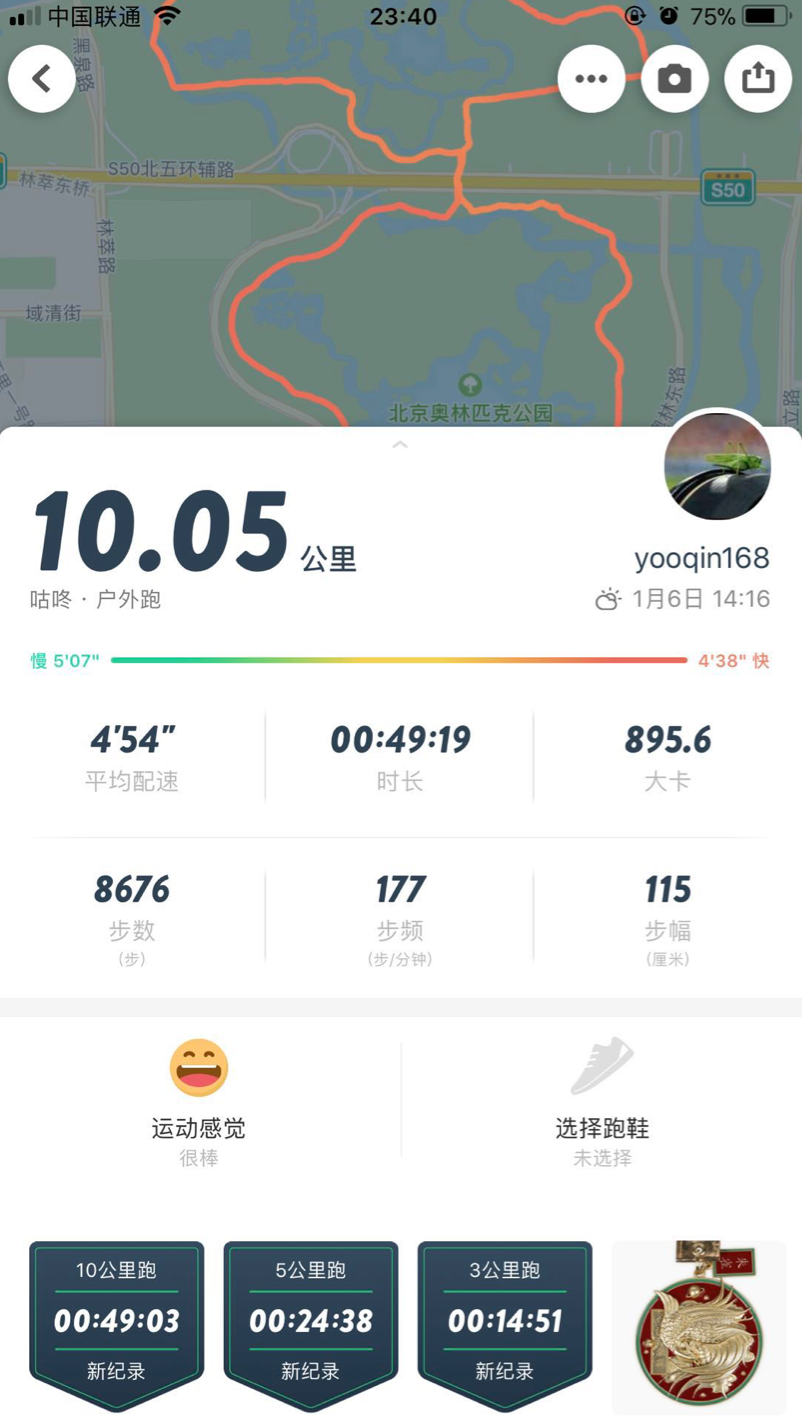 中国联通
23:40
75%
黑泉路
S50北五环辅路
林萃东桥
S50
林萃路
域清街
北京奥林匹克公园
10.05 公里
yooqin168
咕咚 · 户外跑
1月6日 14:16
慢 5'07"
4'38" 快
4'54"
00:49:19
895.6
平均配速
时长
大卡
8676
177
115
步数
步频
步幅
(步)
(步/分钟)
(厘米)
运动感觉
选择跑鞋
很棒
未选择
10公里跑
5公里跑
3公里跑
00:49:03
00:24:38
00:14:51
新纪录
新纪录
新纪录